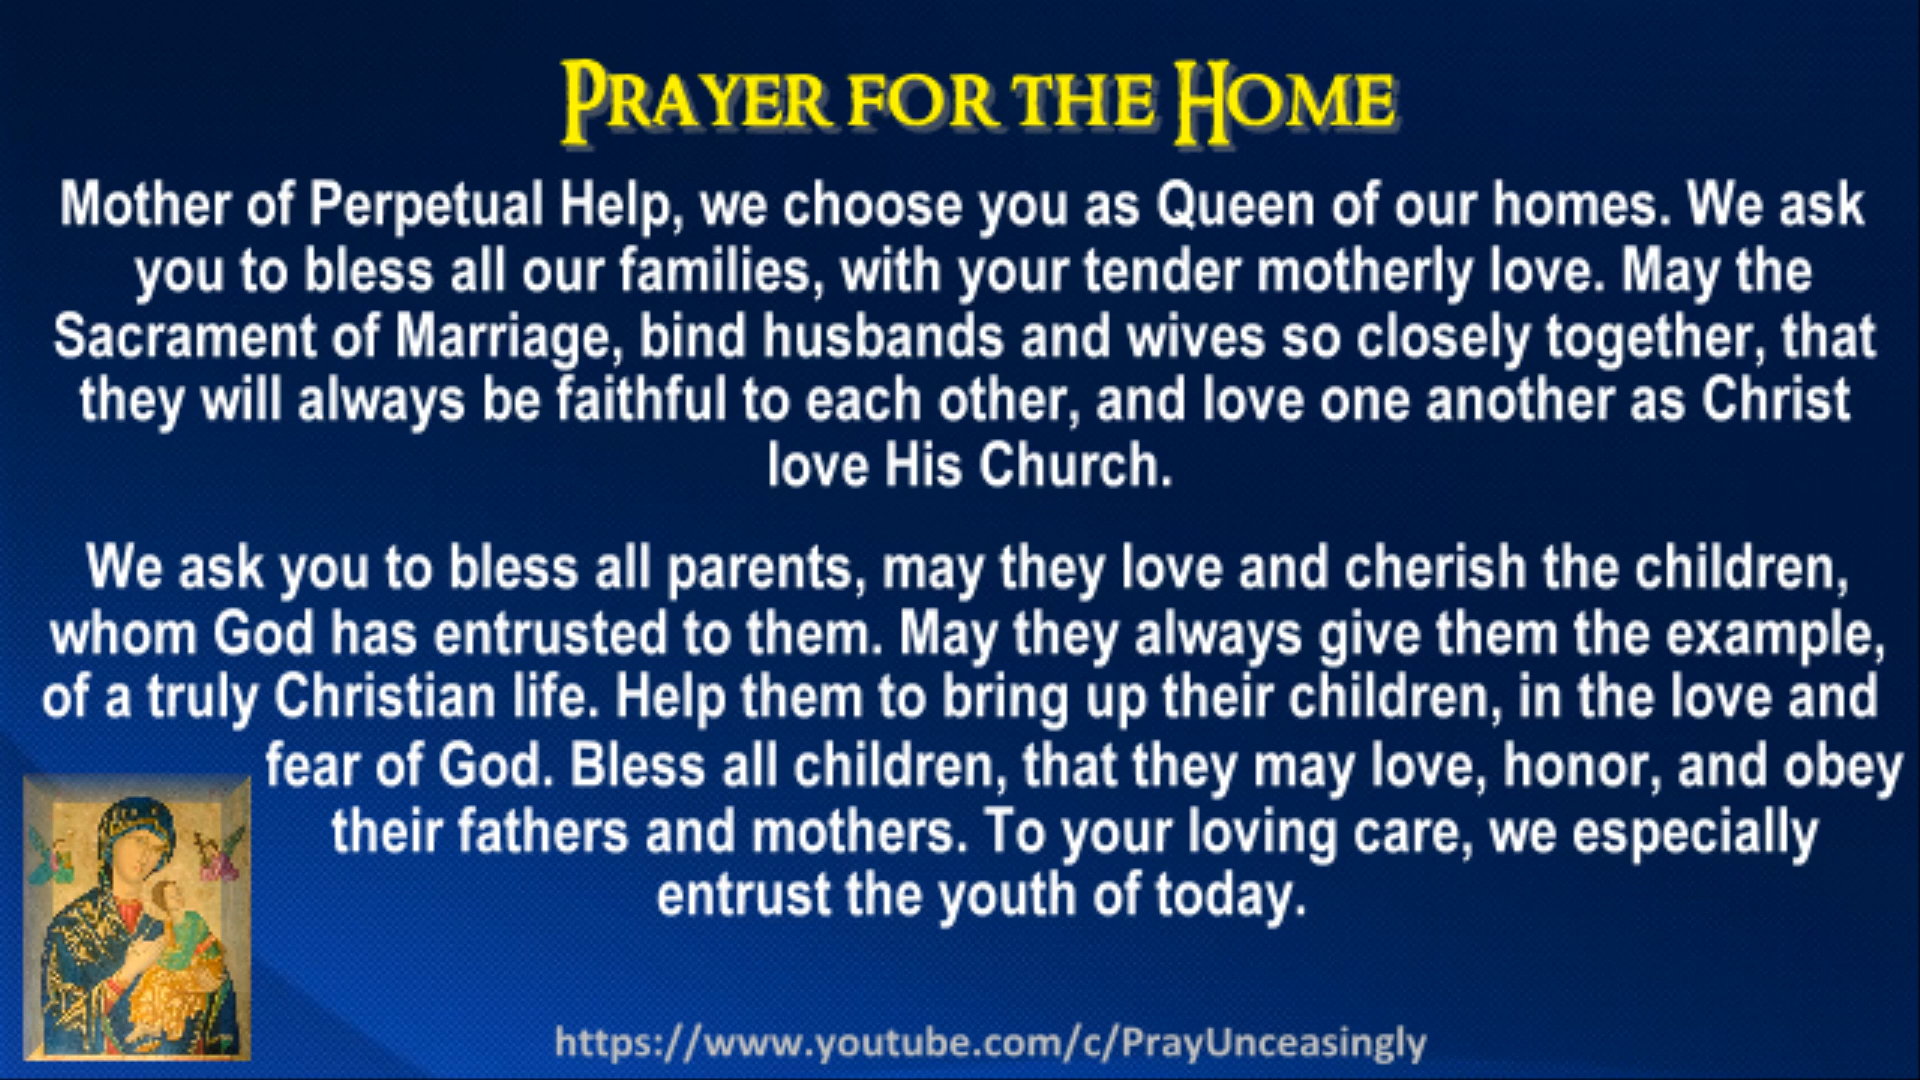 Prayer for the Home
Mother of Perpetual Help, we choose you as Queen of our homes. We ask
you to bless all our families, with your tender motherly love. May the
Sacrament of Marriage, bind husbands and wives so closely together, that
they will always be faithful to each other, and love one another as Christ
love His Church.
We ask you to bless all parents, may they love and cherish the children,
whom God has entrusted to them. May they always give them the example,
of a truly Christian life. Help them to bring up their children, in the love and
fear of God. Bless all children, that they may love, honor, and obey
their fathers and mothers. To your loving care, we especially
entrust the youth of today.
https://www.youtube.com/c/PrayUnceasingly